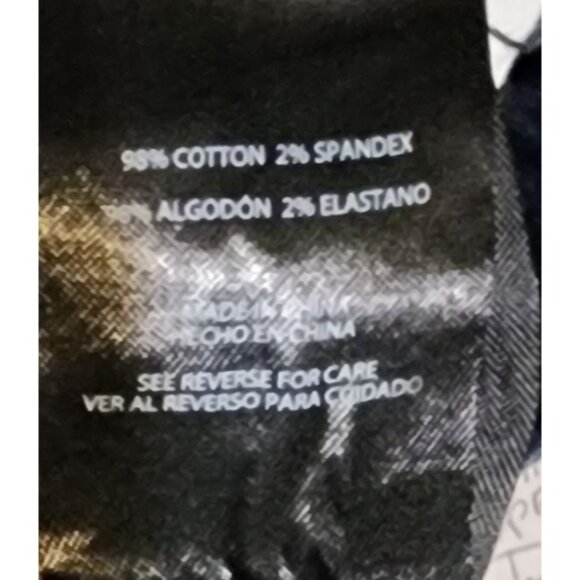 98% COTTON 2% SPANDEX
98% ALGODÓN 2% ELASTANO
MADE IN CHINA
HECHO EN CHINA
SEE REVERSE FOR CARE
VER AL REVERSO PARA CUIDADO